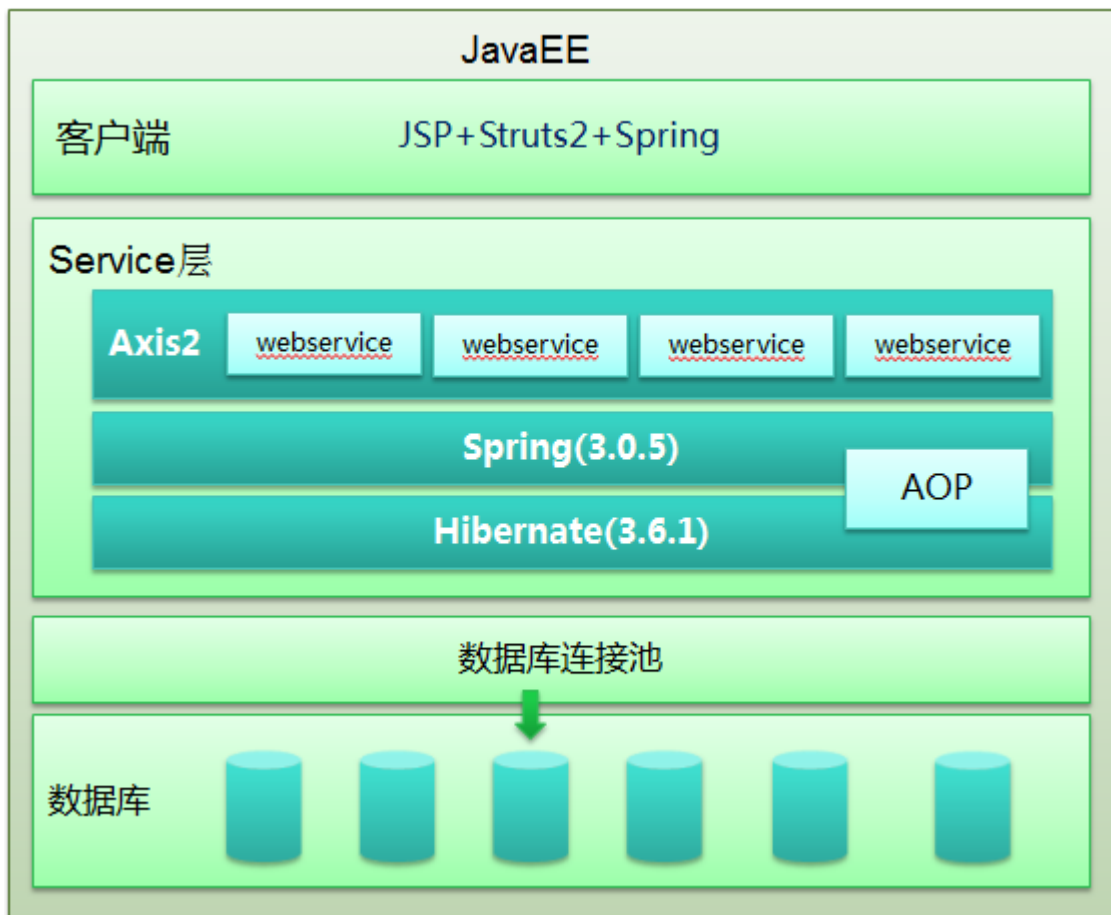 JavaEE
客户端 JSP+Struts2+Spring
Service层
Axis2 webservice webservice webservice webservice
Spring(3.0.5)
AOP
Hibernate(3.6.1)
数据库连接池
数据库